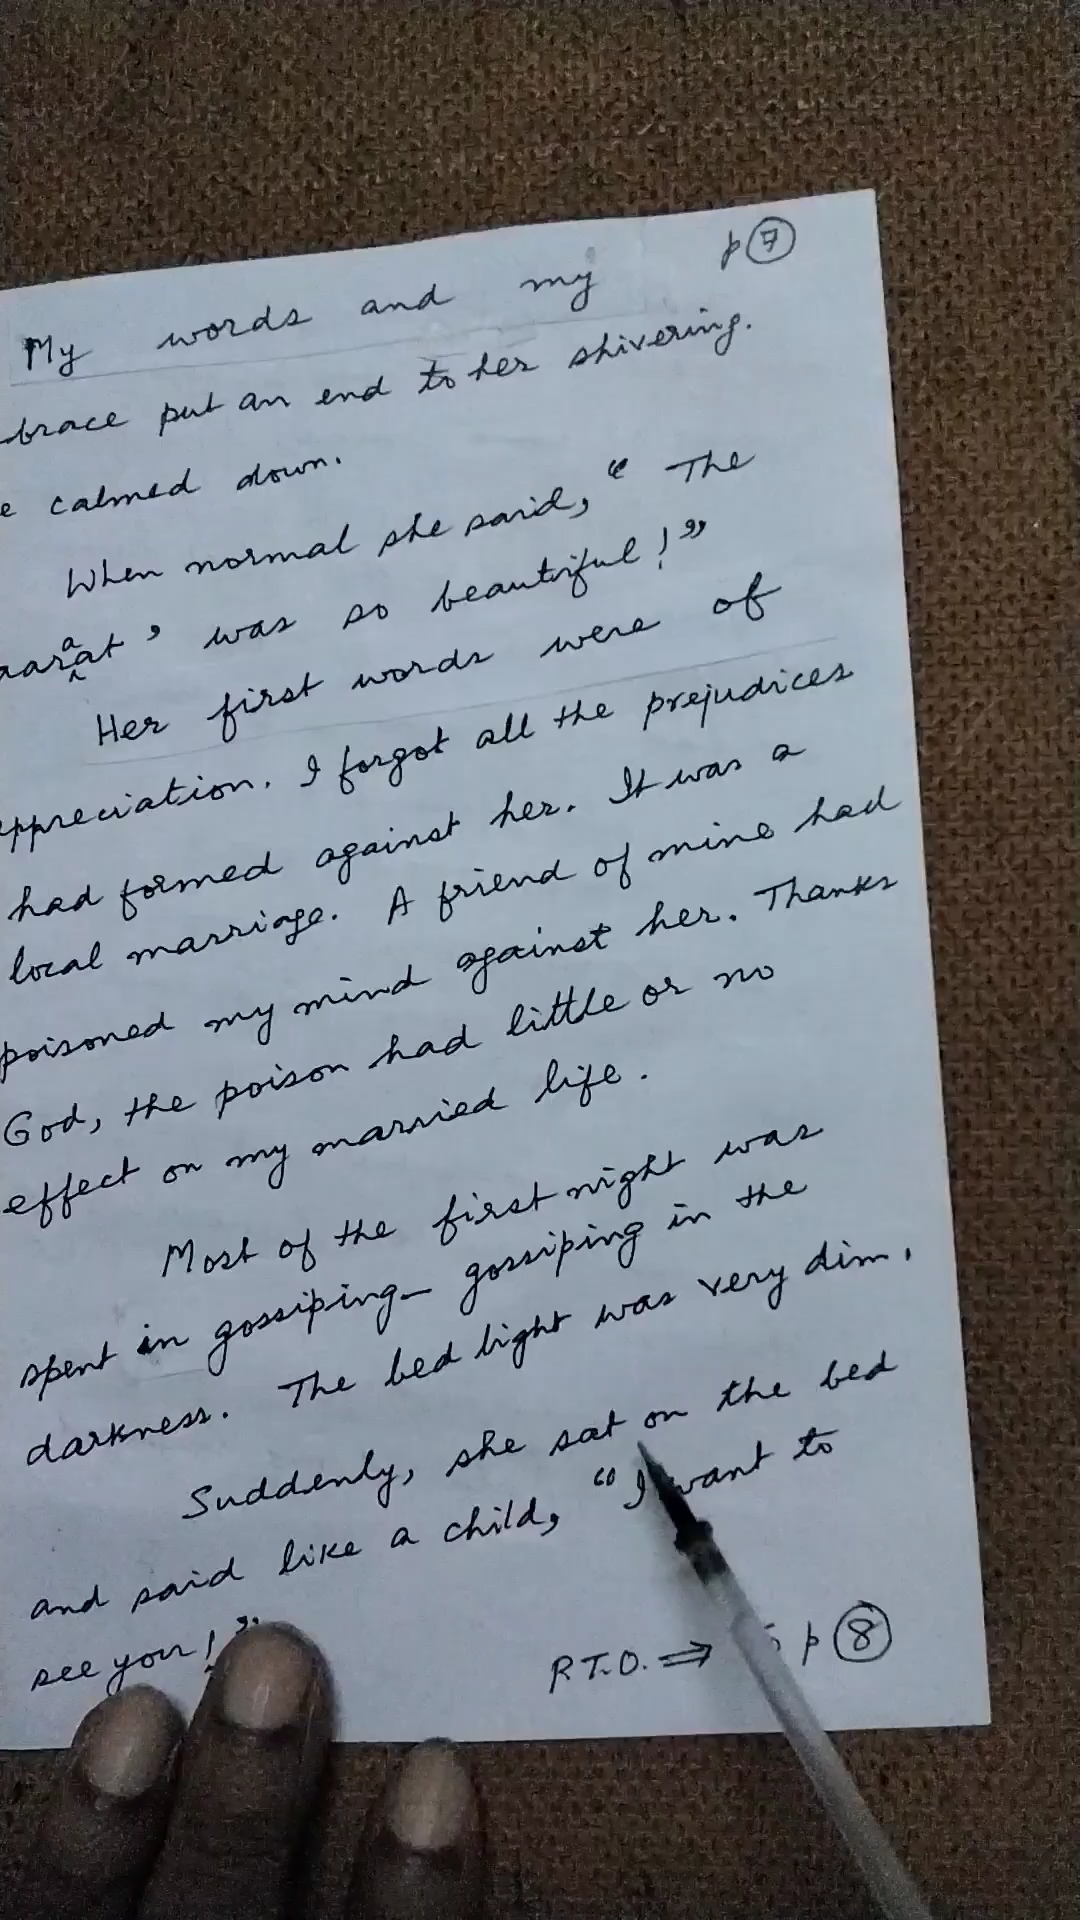 p 7
My words and my
brace put an end to her shivering.
e calmed down.
When normal she said, “ The
aaraat ’ was so beautiful ! ”
Her first words were of
ppreciation. I forgot all the prejudices
had formed against her. It was a
local marriage. A friend of mine had
poisoned my mind against her. Thanks
God, the poison had little or no
effect on my married life.
Most of the first night was
spent in gossiping– gossiping in the
darkness. The bed light was very dim.
Suddenly, she sat on the bed
and said like a child, “ I want to
see you ! ”
P.T.O. ⇒ p 8